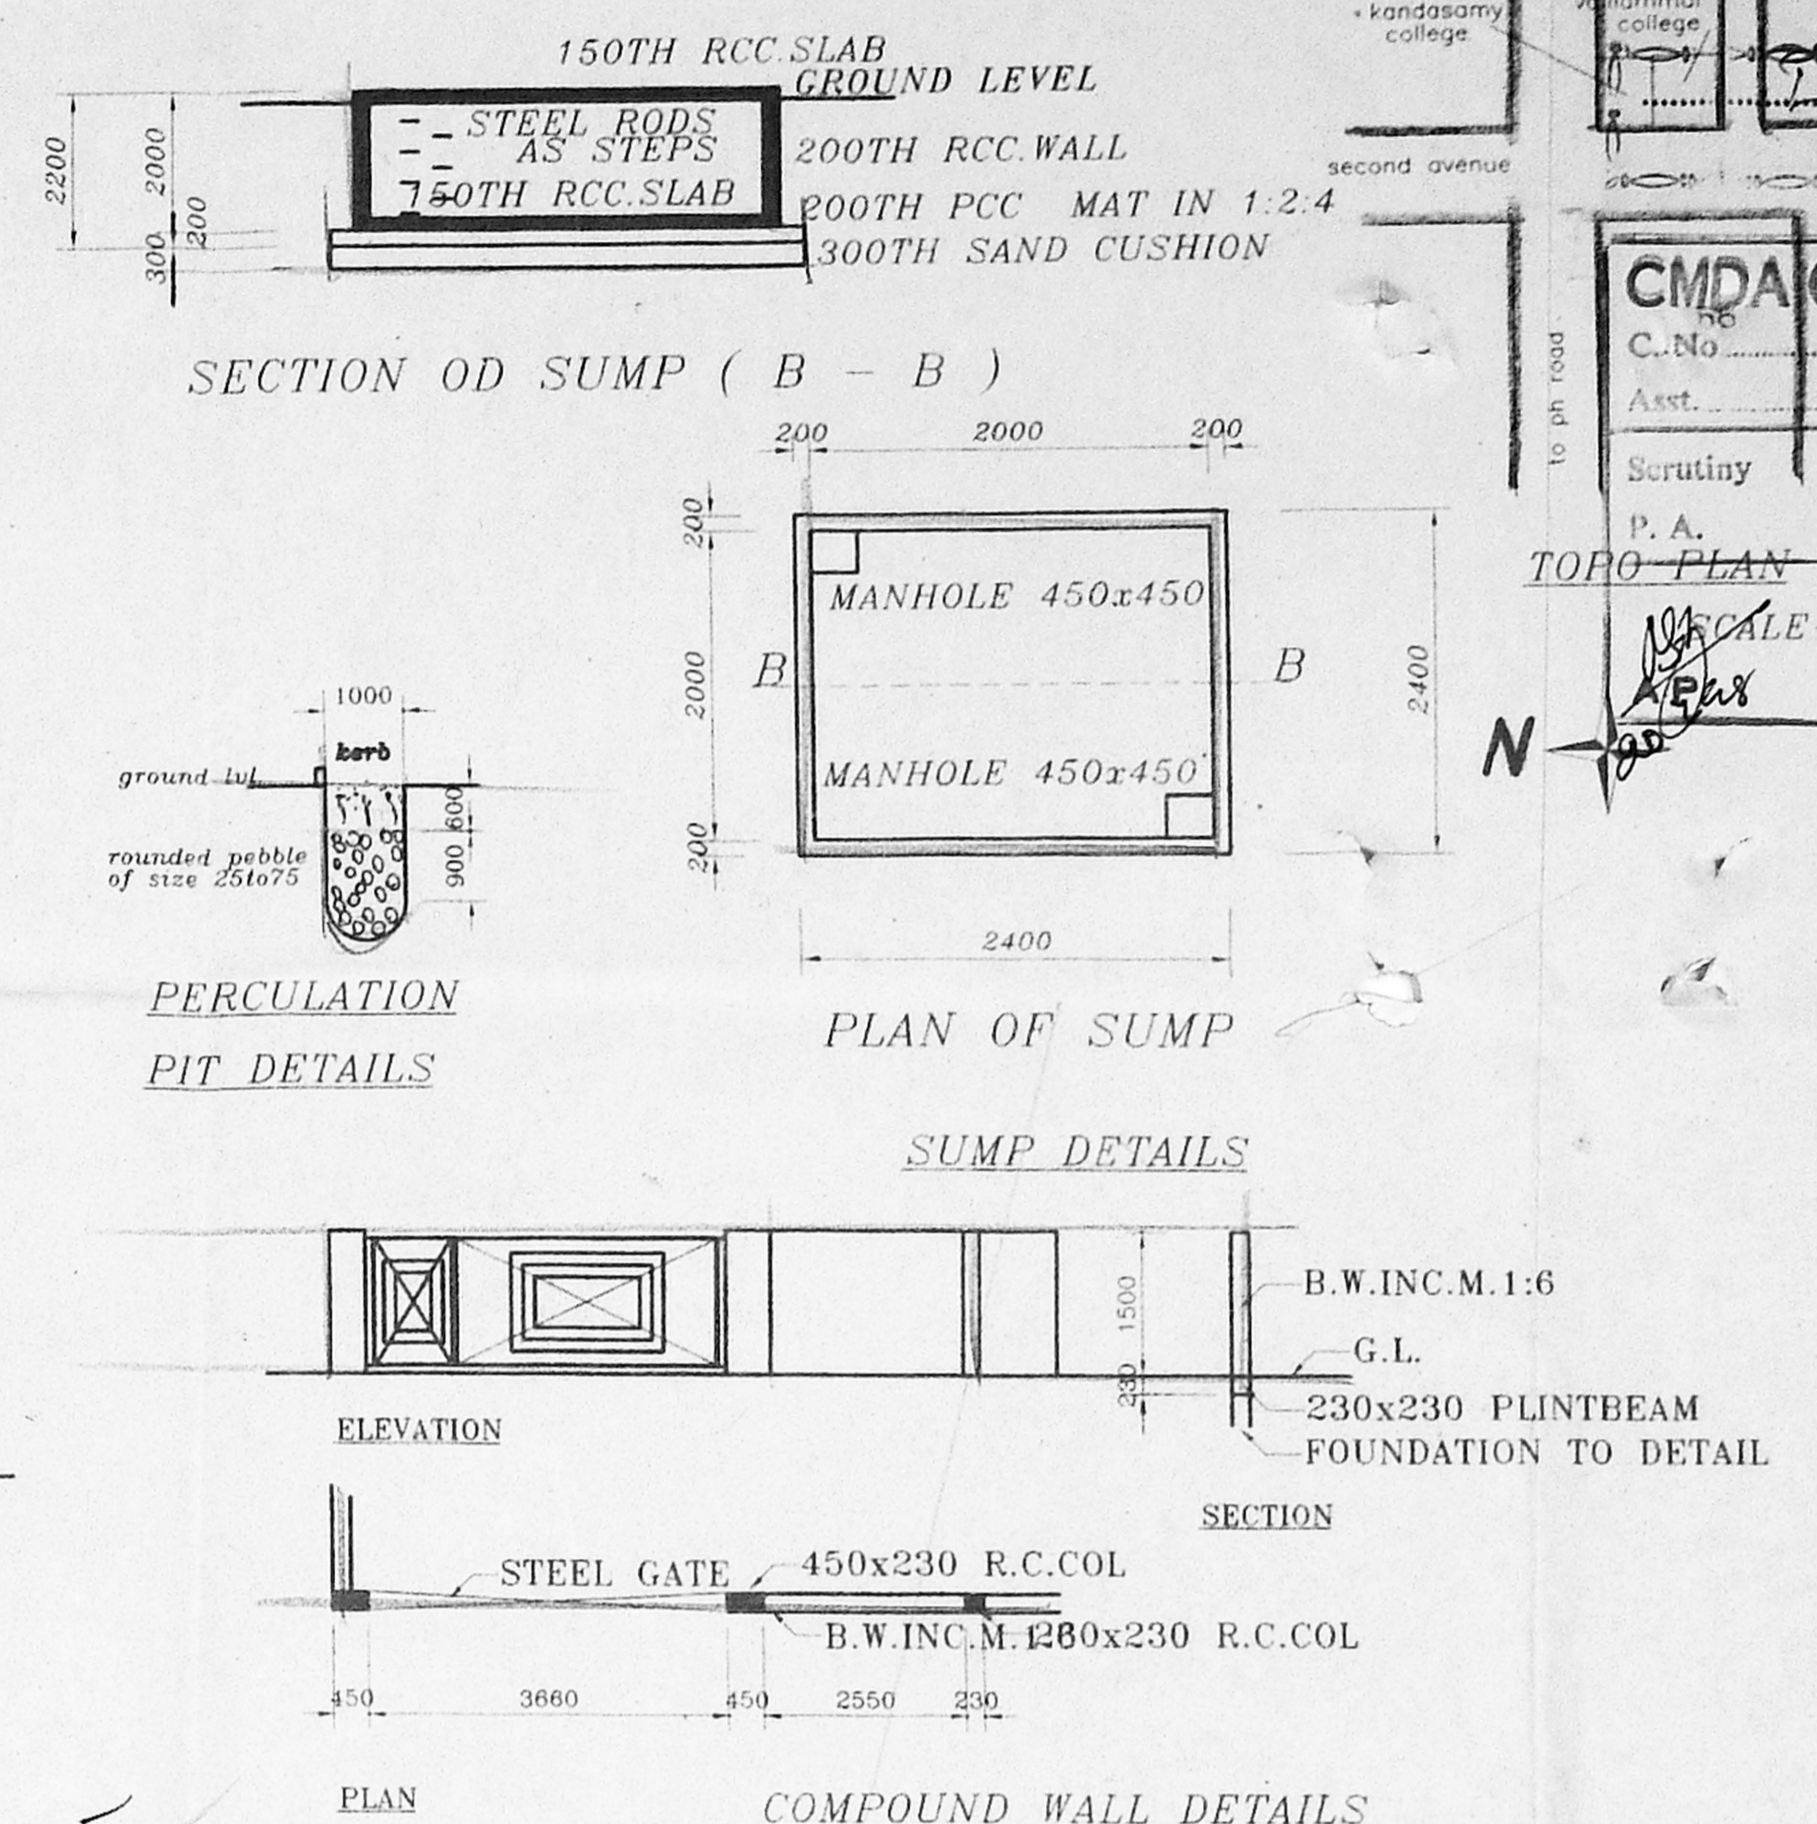 150TH RCC.SLAB
GROUND LEVEL
STEEL RODS
AS STEPS
200TH RCC.WALL
150TH RCC.SLAB
200TH PCC MAT IN 1:2:4
300TH SAND CUSHION
2200
2000
200
300
SECTION OD SUMP ( B - B )
kandasamy
college
college
second avenue
to ph road
CMDA
C.No
Asst.
Scrutiny
P. A.
TOPO PLAN
SCALE
N
200 2000 200
200
2000
200
MANHOLE 450x450
B B
MANHOLE 450x450
2400
2400
PLAN OF SUMP
SUMP DETAILS
1000
kerb
ground lvl
600
900
rounded pebble
of size 25to75
PERCULATION
PIT DETAILS
1500
230
B.W.INC.M.1:6
G.L.
230x230 PLINTBEAM
FOUNDATION TO DETAIL
ELEVATION
SECTION
STEEL GATE
450x230 R.C.COL
B.W.INC.M.1:6
230x230 R.C.COL
450 3660 450 2550 230
PLAN
COMPOUND WALL DETAILS